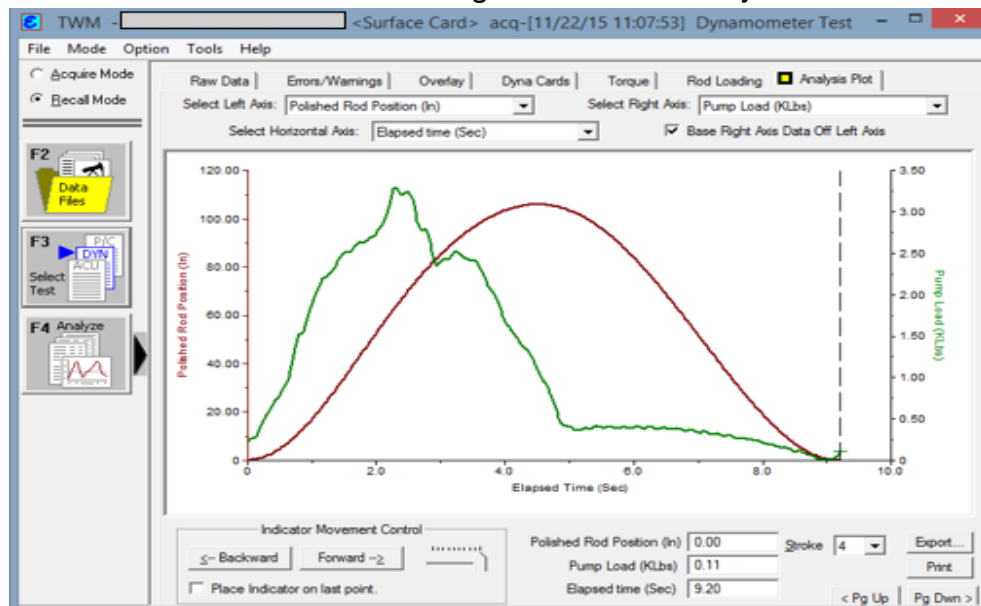 TWM - <Surface Card> acq-[11/22/15 11:07:53] Dynamometer Test
File Mode Option Tools Help
Acquire Mode
Recall Mode
F2
Data
Files
F3
P/C
DYN
ACU
Select
Test
F4 Analyze
Raw Data Errors/Warnings Overlay Dyna Cards Torque Rod Loading Analysis Plot
Select Left Axis: Polished Rod Position (In) Select Right Axis: Pump Load (KLbs)
Select Horizontal Axis: Elapsed time (Sec) Base Right Axis Data Off Left Axis
120.00
100.00
80.00
60.00
40.00
20.00
0
Polished Rod Position (In)
3.50
3.00
2.50
2.00
1.50
1.00
0.50
0
Pump Load (KLbs)
0 2.0 4.0 6.0 8.0 10.0
Elapsed Time (Sec)
Indicator Movement Control
<-- Backward Forward -->
Place Indicator on last point.
Polished Rod Position (In) 0.00
Pump Load (KLbs) 0.11
Elapsed time (Sec) 9.20
Stroke 4
Export...
Print
< Pg Up Pg Dwn >